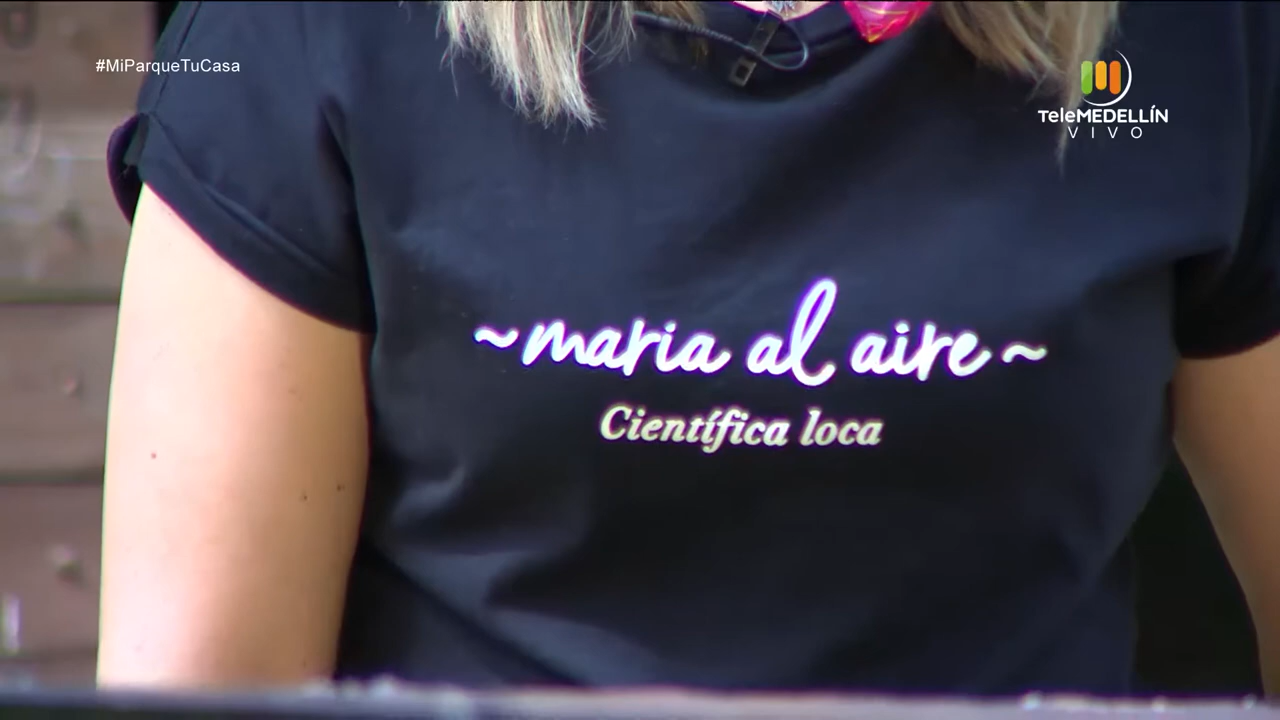 #MiParqueTuCasa
TeleMEDELLÍN
VIVO
~maria al aire~
Científica loca